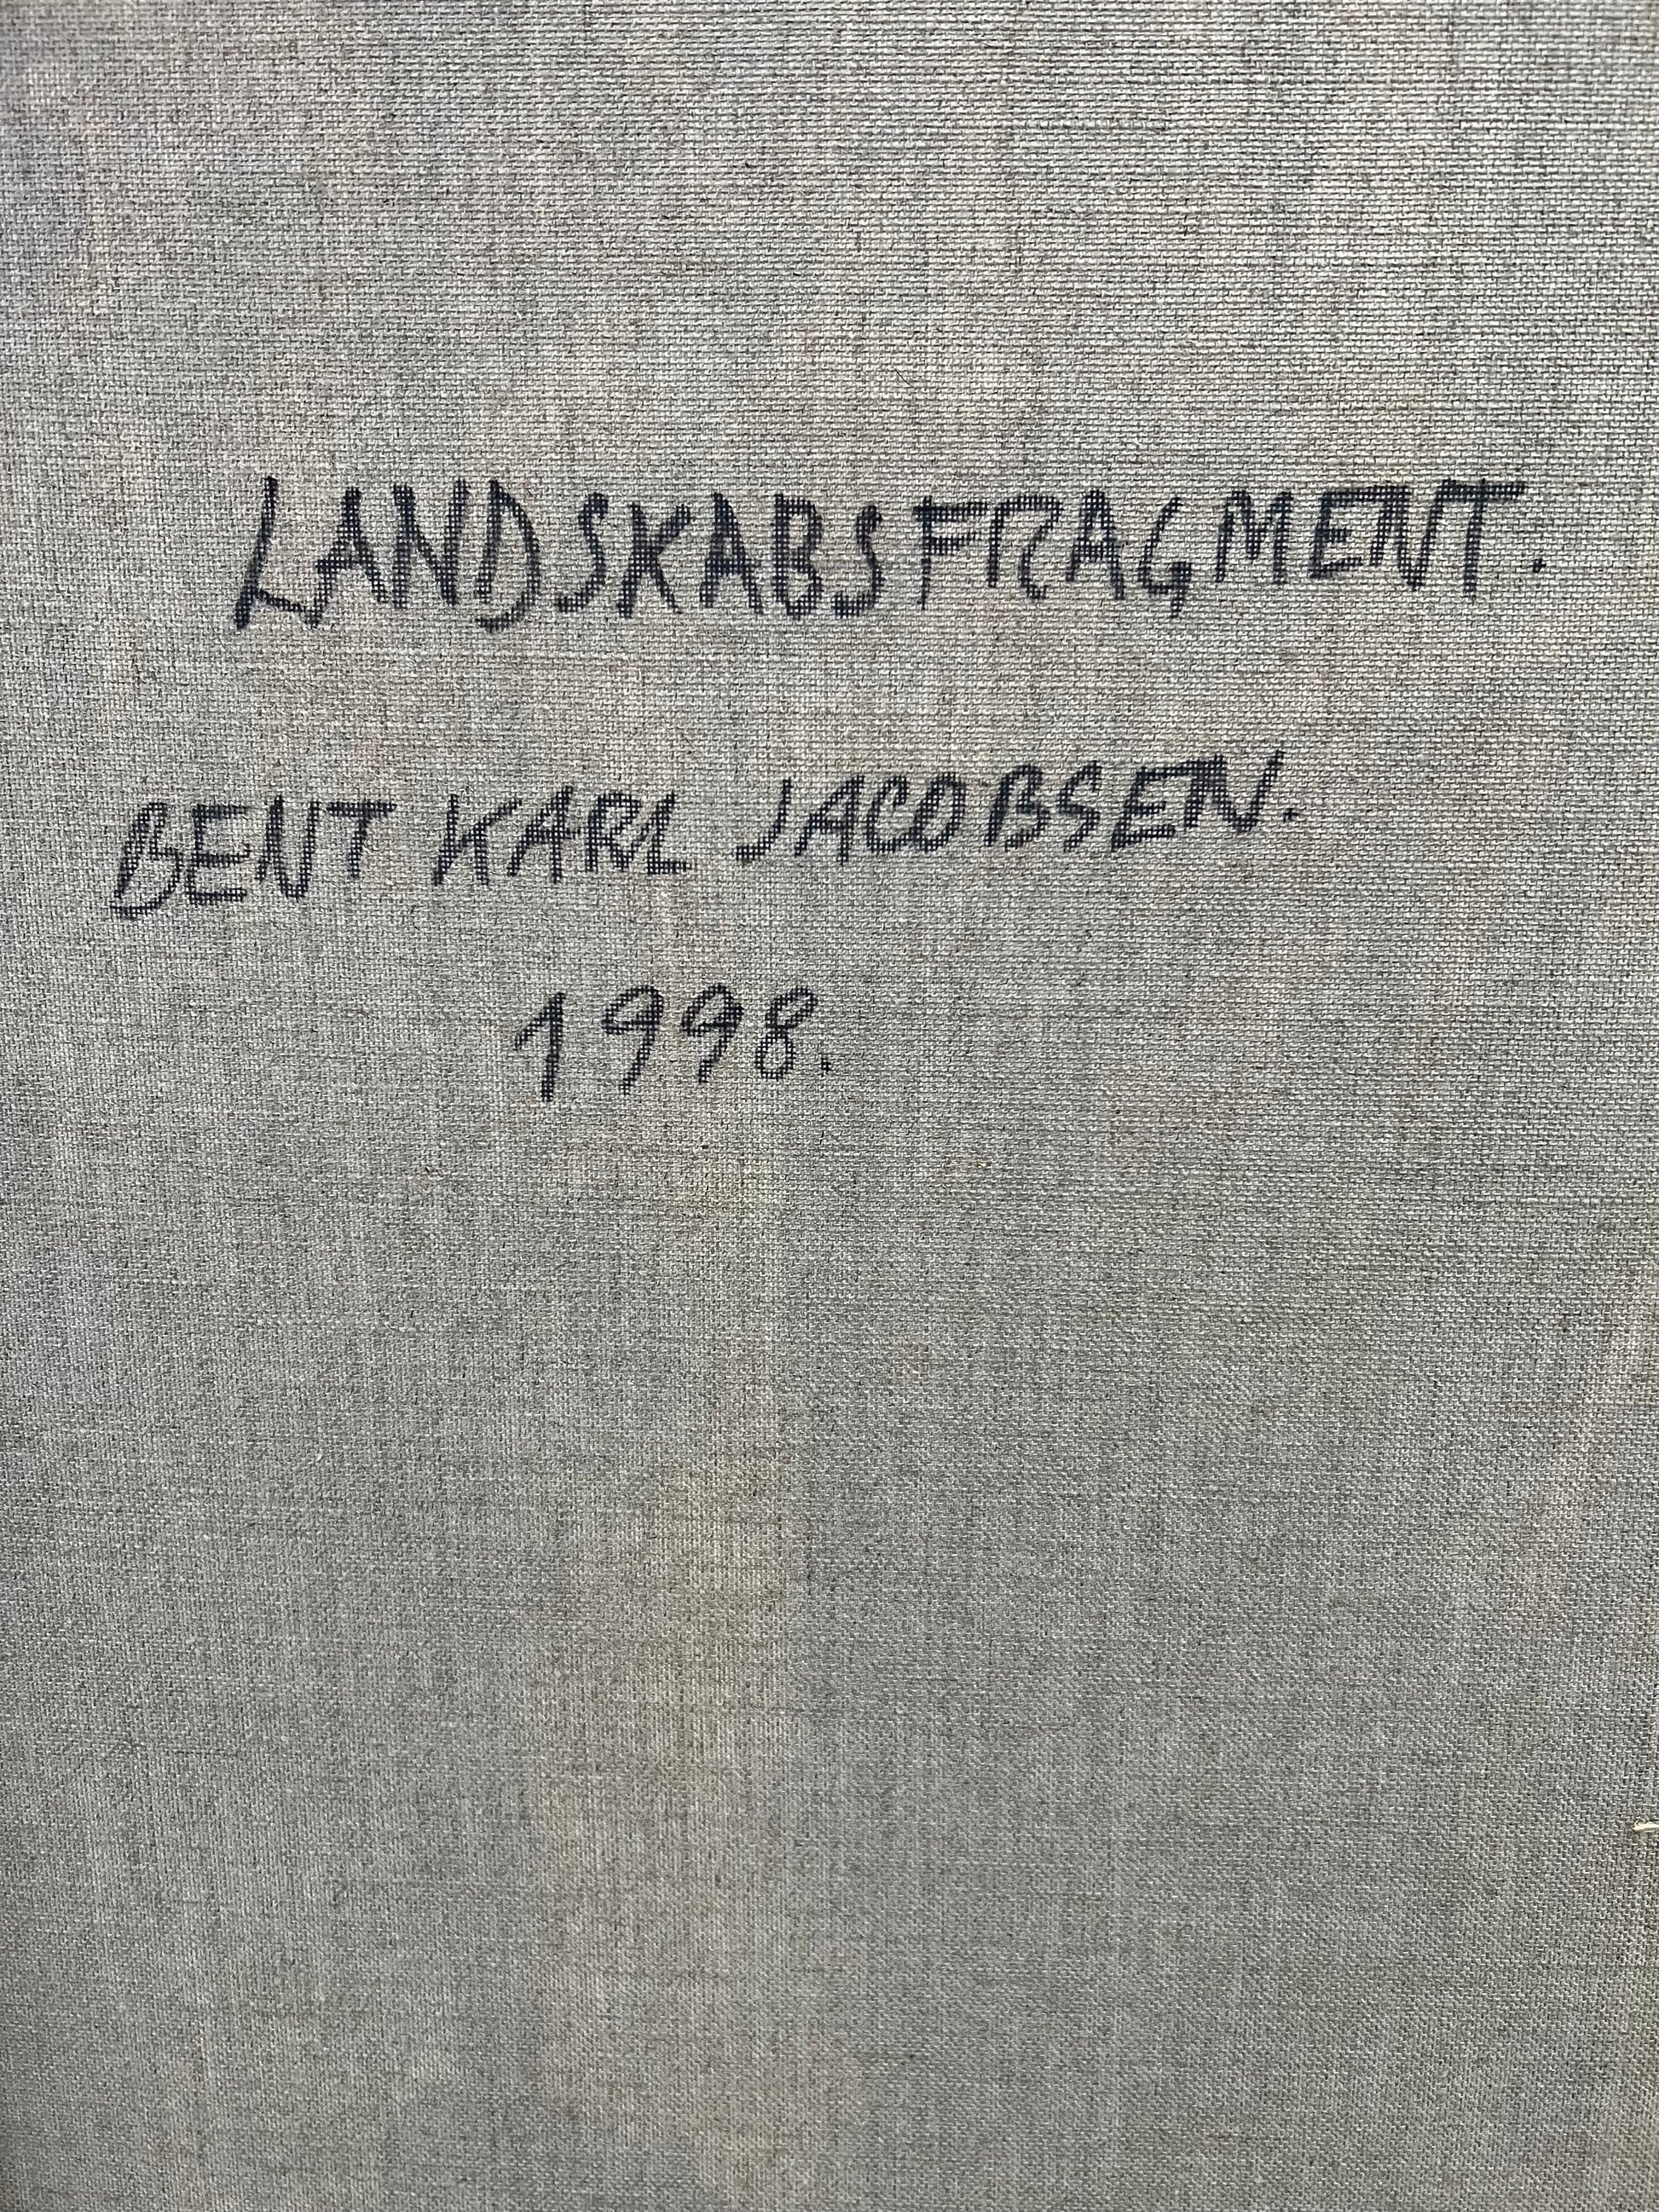 LANDSKABSFRAGMENT.
BENT KARL JACOBSEN.
1998.